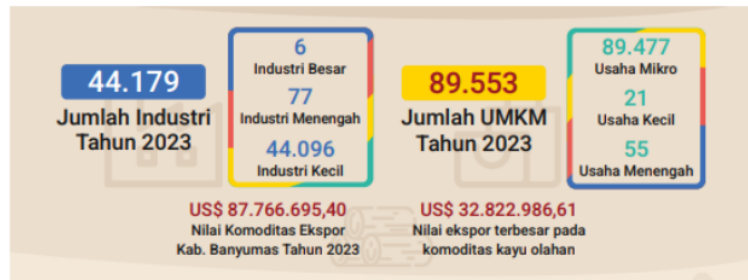 44.179
Jumlah Industri
Tahun 2023
6
Industri Besar
77
Industri Menengah
44.096
Industri Kecil
89.553
Jumlah UMKM
Tahun 2023
89.477
Usaha Mikro
21
Usaha Kecil
55
Usaha Menengah
US$ 87.766.695,40
Nilai Komoditas Ekspor
Kab. Banyumas Tahun 2023
US$ 32.822.986,61
Nilai ekspor terbesar pada
komoditas kayu olahan